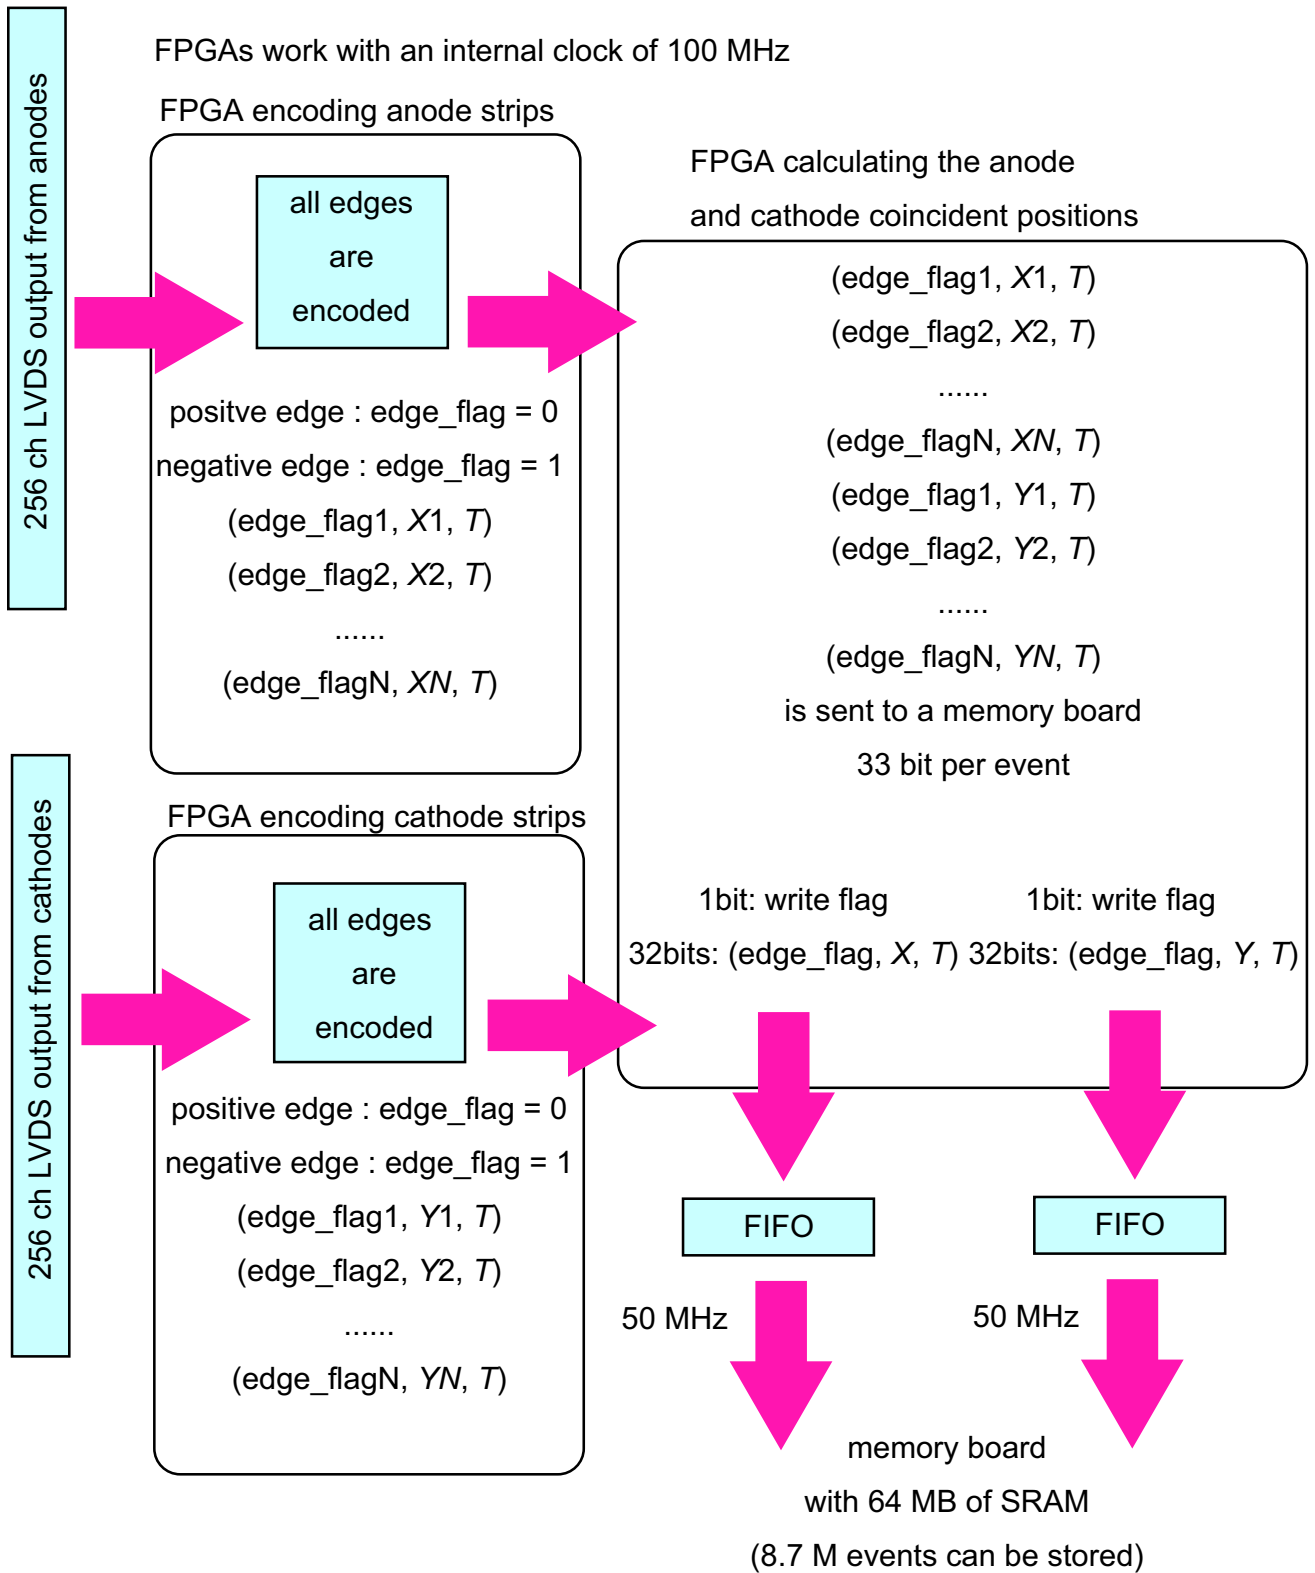 FPGAs work with an internal clock of 100 MHz
256 ch LVDS output from anodes
FPGA encoding anode strips
all edges
are
encoded
positve edge : edge_flag = 0
negative edge : edge_flag = 1
(edge_flag1, X1, T)
(edge_flag2, X2, T)
......
(edge_flagN, XN, T)
256 ch LVDS output from cathodes
FPGA encoding cathode strips
all edges
are
encoded
positive edge : edge_flag = 0
negative edge : edge_flag = 1
(edge_flag1, Y1, T)
(edge_flag2, Y2, T)
......
(edge_flagN, YN, T)
FPGA calculating the anode
and cathode coincident positions
(edge_flag1, X1, T)
(edge_flag2, X2, T)
......
(edge_flagN, XN, T)
(edge_flag1, Y1, T)
(edge_flag2, Y2, T)
......
(edge_flagN, YN, T)
is sent to a memory board
33 bit per event
1bit: write flag
32bits: (edge_flag, X, T)
1bit: write flag
32bits: (edge_flag, Y, T)
FIFO
FIFO
50 MHz
50 MHz
memory board
with 64 MB of SRAM
(8.7 M events can be stored)